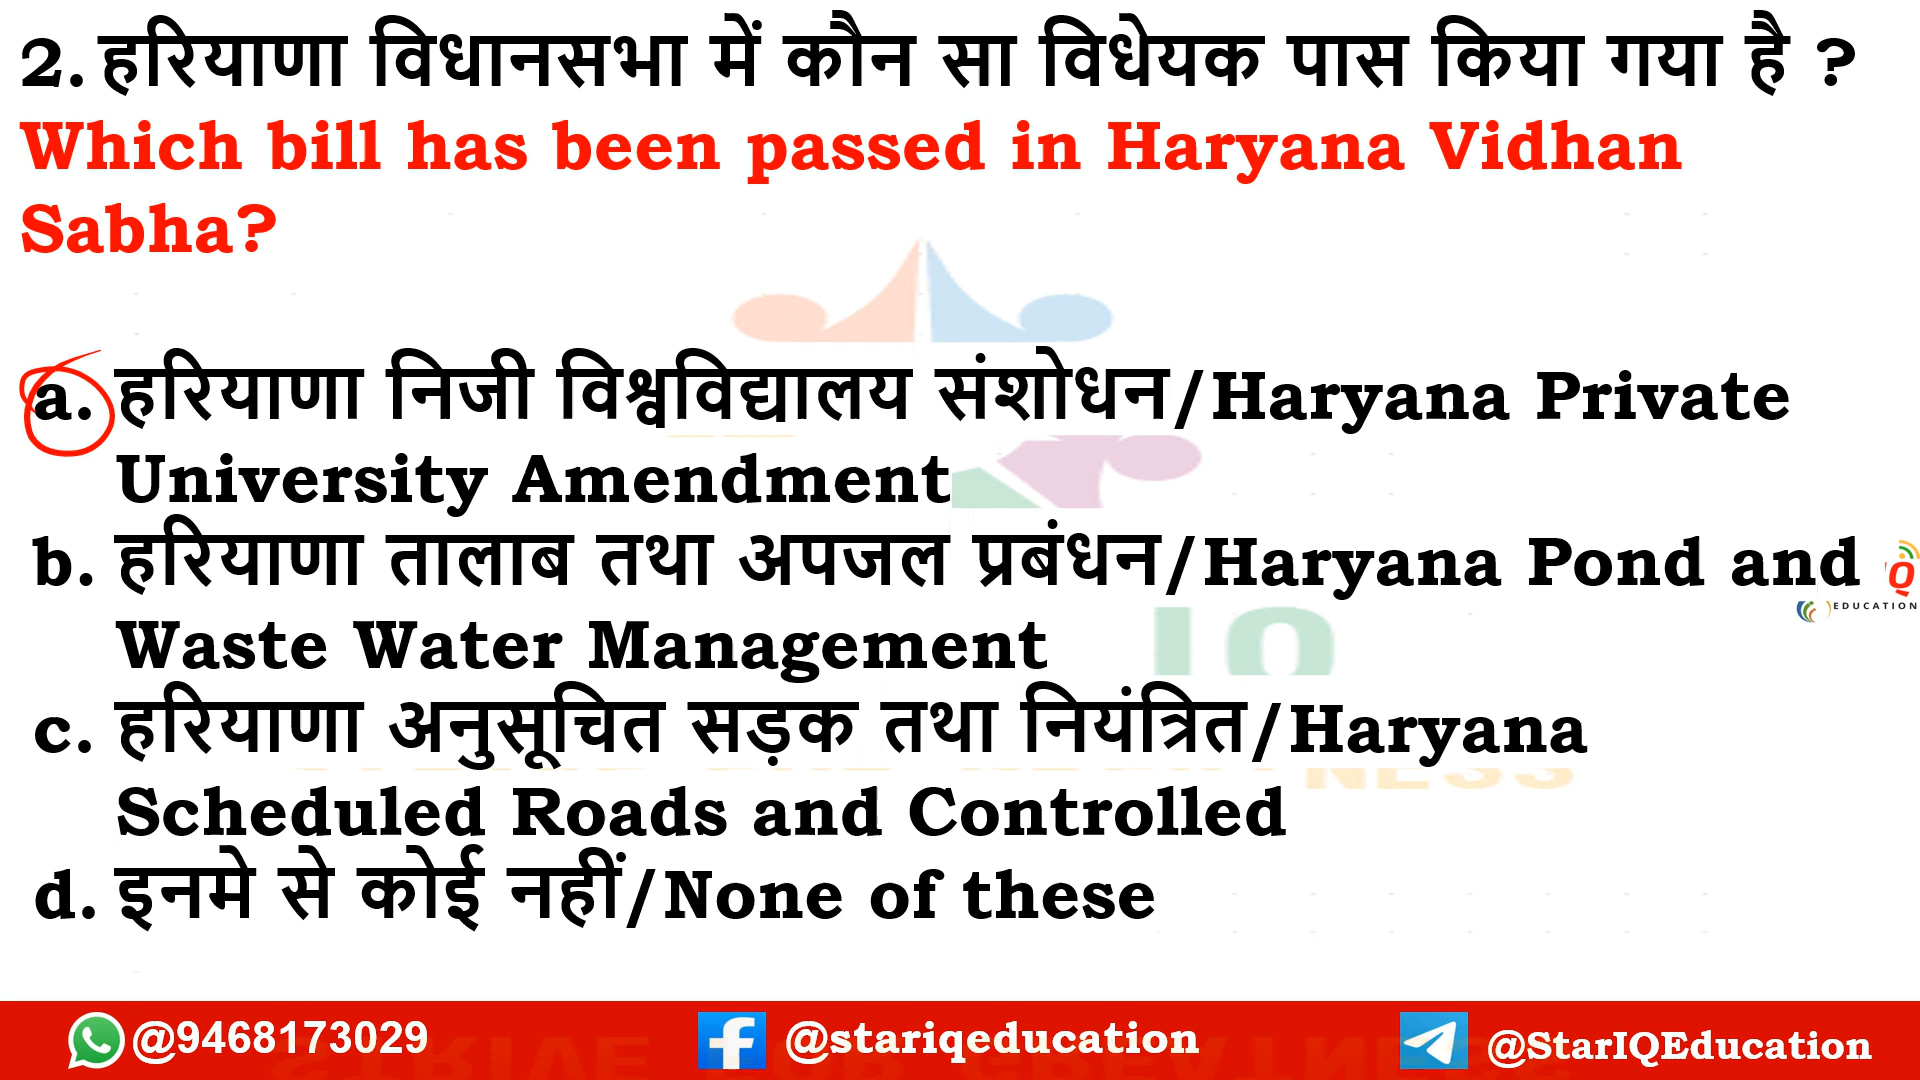 2. हरियाणा विधानसभा में कौन सा विधेयक पास किया गया है ?
Which bill has been passed in Haryana Vidhan
Sabha?
a. हरियाणा निजी विश्वविद्यालय संशोधन/Haryana Private
University Amendment
b. हरियाणा तालाब तथा अपजल प्रबंधन/Haryana Pond and
Waste Water Management
c. हरियाणा अनुसूचित सड़क तथा नियंत्रित/Haryana
Scheduled Roads and Controlled
d. इनमे से कोई नहीं/None of these
IQ
EDUCATION
@9468173029 @stariqeducation @StarIQEducation